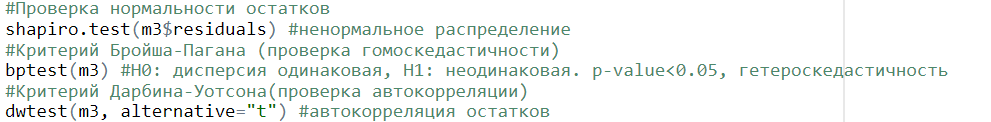 #Проверка нормальности остатков
shapiro.test(m3$residuals) #ненормальное распределение
#Критерий Бройша-Пагана (проверка гомоскедастичности)
bptest(m3) #H0: дисперсия одинаковая, H1: неодинаковая. p-value<0.05, гетероскедастичность
#Критерий Дарбина-Уотсона(проверка автокорреляции)
dwtest(m3, alternative="t") #автокорреляция остатков